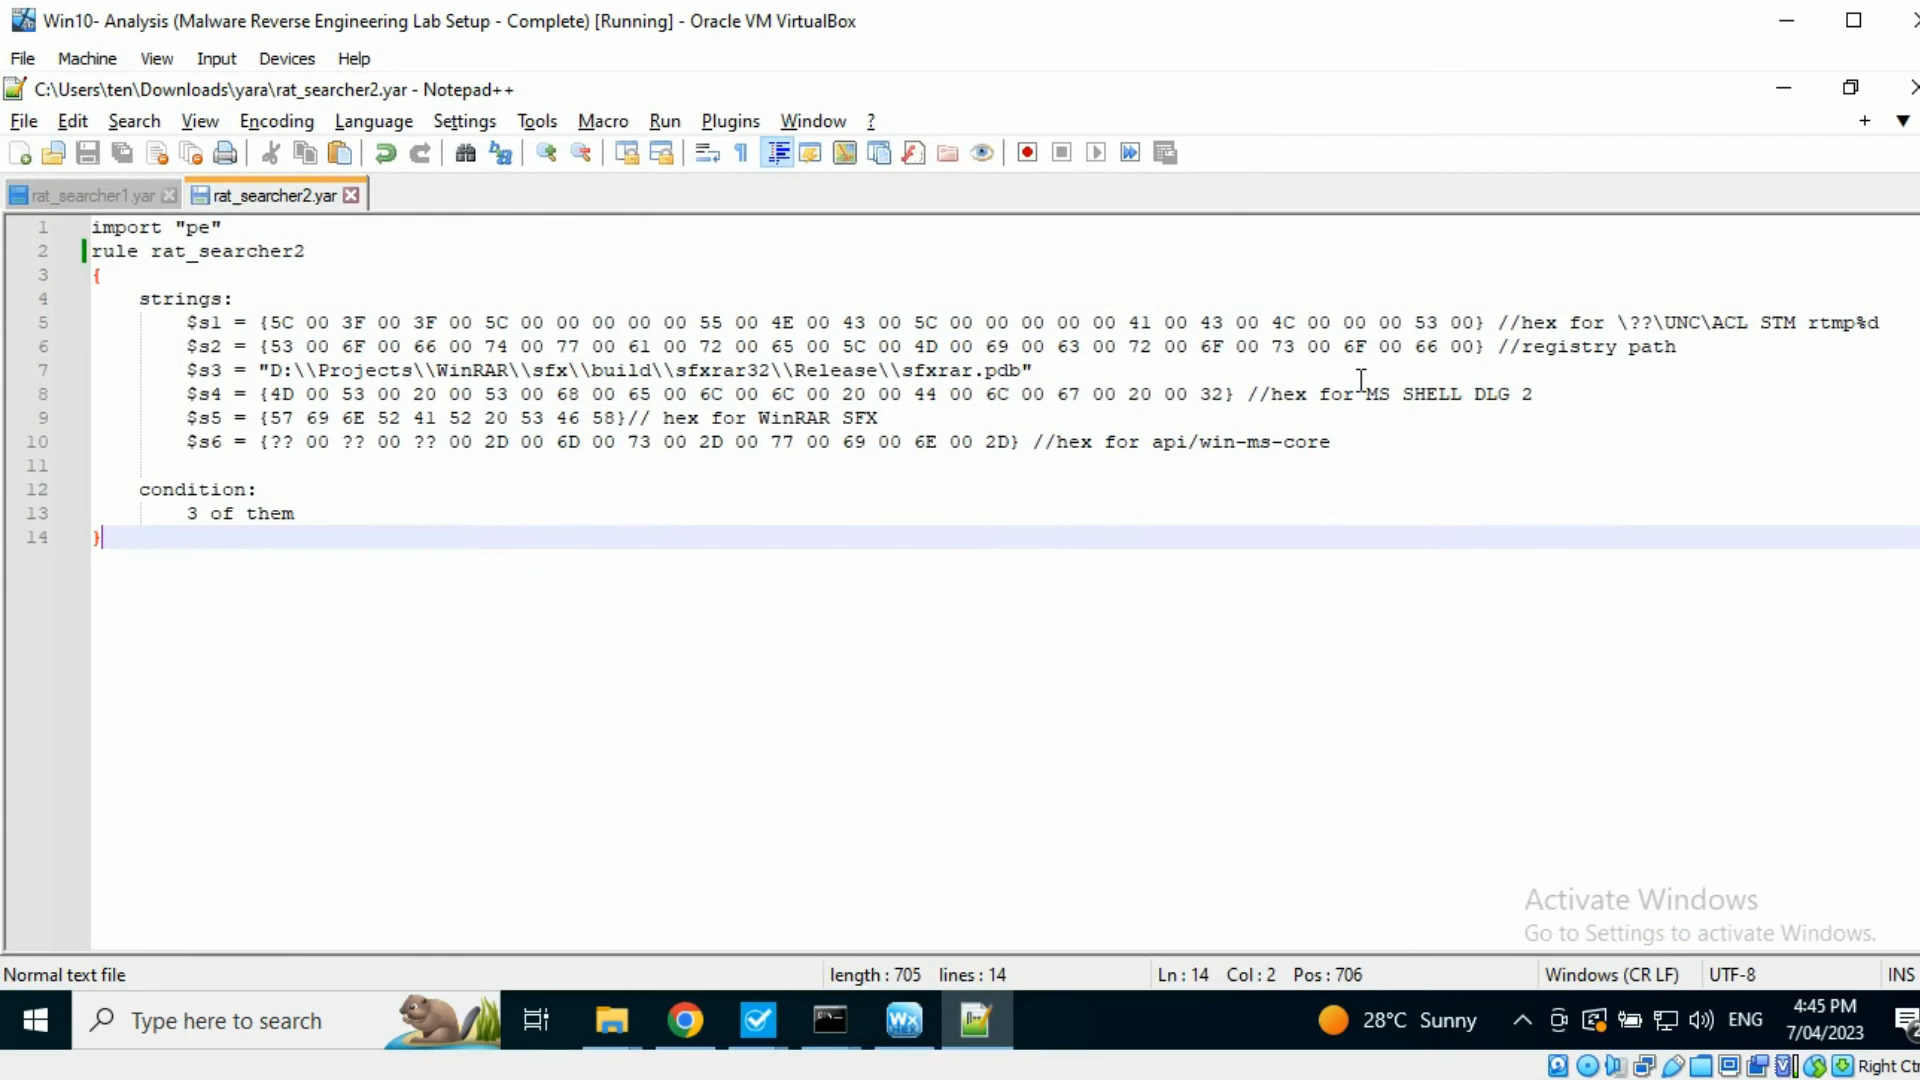 Win10- Analysis (Malware Reverse Engineering Lab Setup - Complete) [Running] - Oracle VM VirtualBox
File Machine View Input Devices Help
C:\Users\ten\Downloads\yara\rat_searcher2.yar - Notepad++
File Edit Search View Encoding Language Settings Tools Macro Run Plugins Window ?
rat_searcher1.yar rat_searcher2.yar
1 import "pe"
2 rule rat_searcher2
3 {
4 strings:
5 $s1 = {5C 00 3F 00 3F 00 5C 00 00 00 00 00 55 00 4E 00 43 00 5C 00 00 00 00 00 41 00 43 00 4C 00 00 00 53 00} //hex for \??\UNC\ACL STM rtmp%d
6 $s2 = {53 00 6F 00 66 00 74 00 77 00 61 00 72 00 65 00 5C 00 4D 00 69 00 63 00 72 00 6F 00 73 00 6F 00 66 00} //registry path
7 $s3 = "D:\\Projects\\WinRAR\\sfx\\build\\sfxrar32\\Release\\sfxrar.pdb"
8 $s4 = {4D 00 53 00 20 00 53 00 68 00 65 00 6C 00 6C 00 20 00 44 00 6C 00 67 00 20 00 32} //hex for MS SHELL DLG 2
9 $s5 = {57 69 6E 52 41 52 20 53 46 58}// hex for WinRAR SFX
10 $s6 = {?? 00 ?? 00 ?? 00 2D 00 6D 00 73 00 2D 00 77 00 69 00 6E 00 2D} //hex for api/win-ms-core
11
12 condition:
13 3 of them
14 }
Activate Windows
Go to Settings to activate Windows.
Normal text file length : 705 lines : 14 Ln : 14 Col : 2 Pos : 706 Windows (CR LF) UTF-8 INS
Type here to search 28°C Sunny ENG 4:45 PM
7/04/2023
Right Ctr